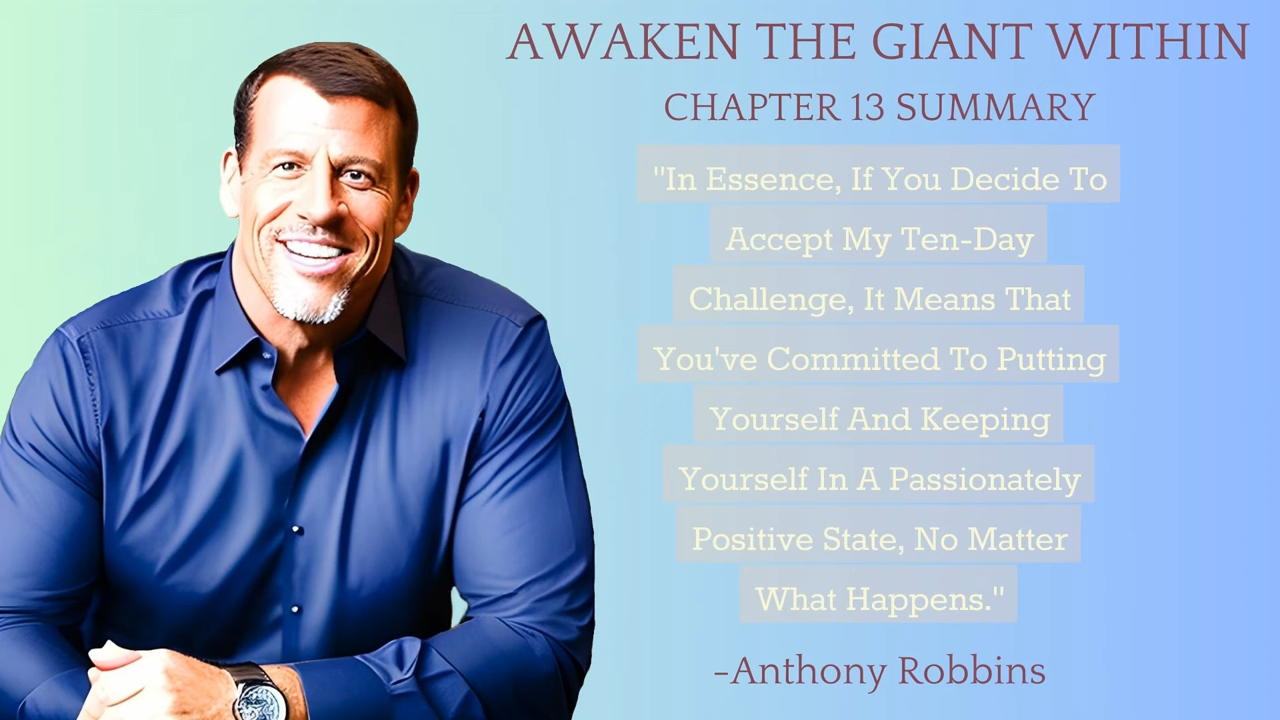 AWAKEN THE GIANT WITHIN
CHAPTER 13 SUMMARY
"In Essence, If You Decide To
Accept My Ten-Day
Challenge, It Means That
You've Committed To Putting
Yourself And Keeping
Yourself In A Passionately
Positive State, No Matter
What Happens."
-Anthony Robbins